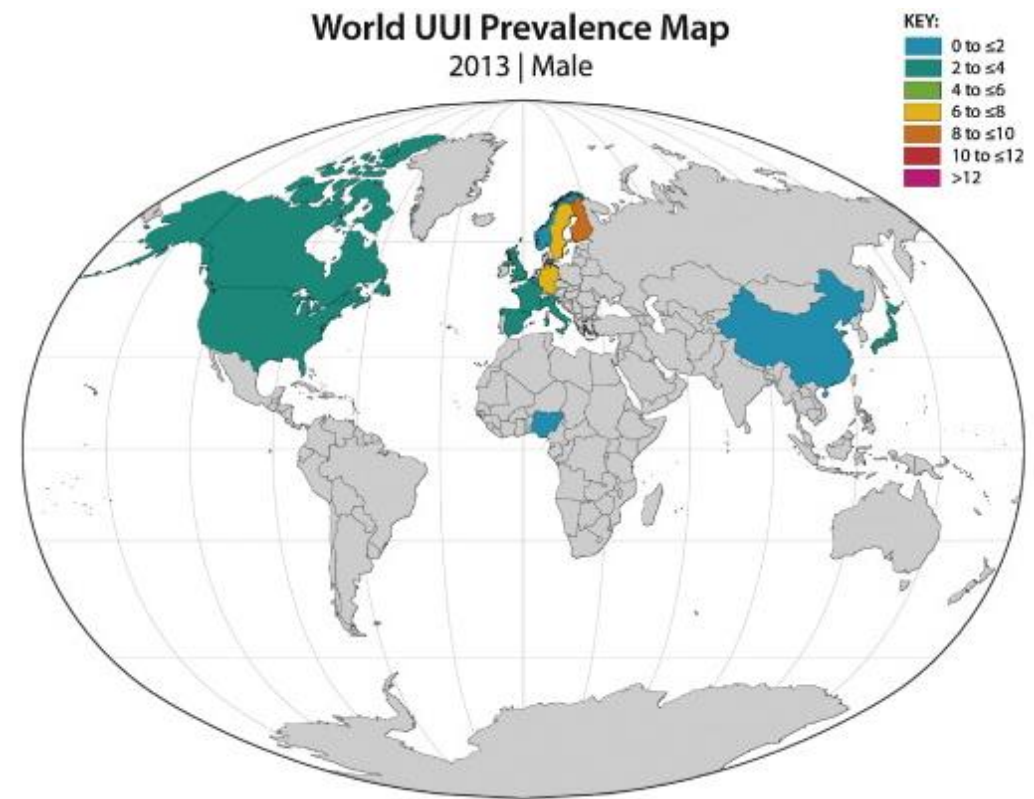 World UUI Prevalence Map
2013 | Male
KEY:
0 to ≤2
2 to ≤4
4 to ≤6
6 to ≤8
8 to ≤10
10 to ≤12
>12